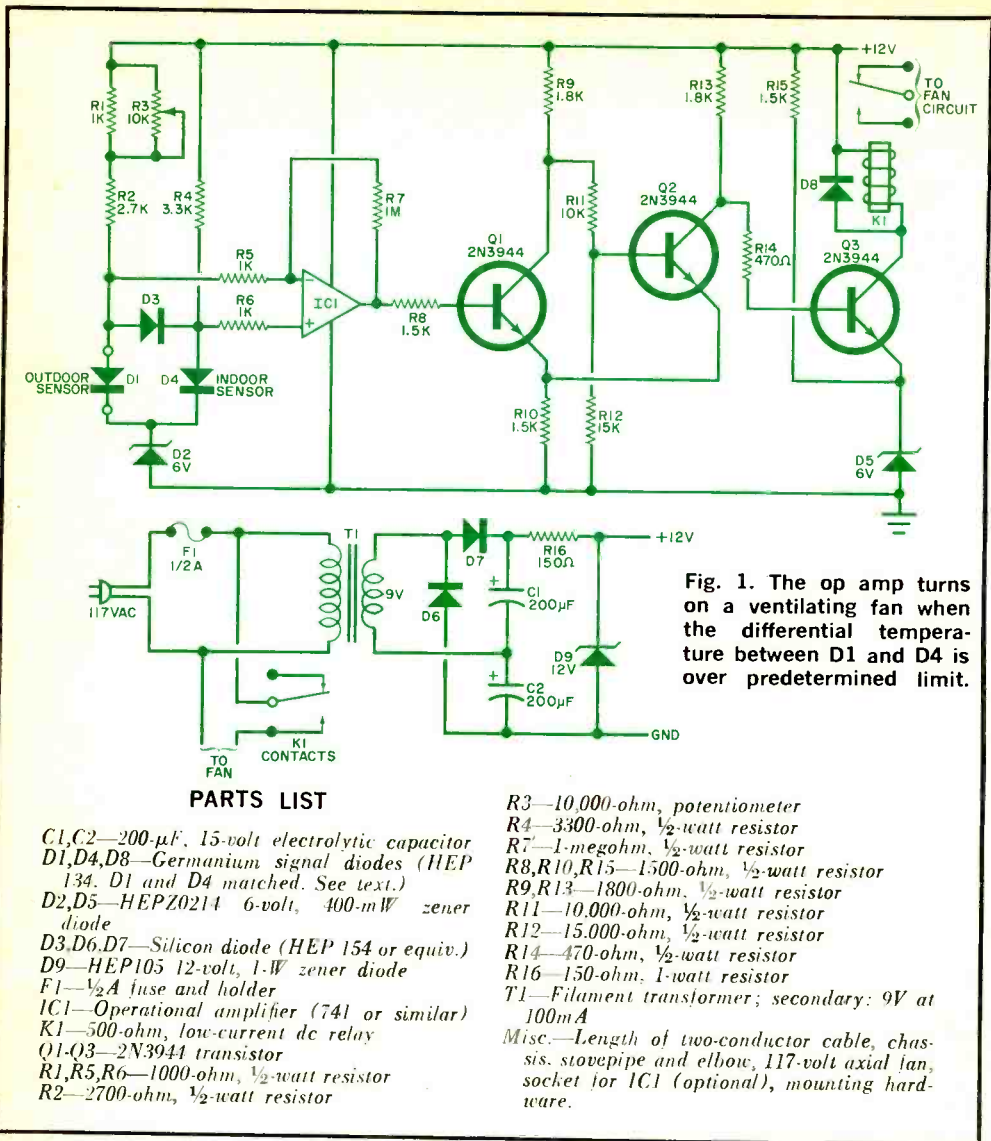 +12V
R1
1K
R3
10K
R4
3.3K
R2
2.7K
R5
1K
R6
1K
R7
1M
IC1
−
+
R8
1.5K
D3
D1
OUTDOOR
SENSOR
D4
INDOOR
SENSOR
D2
6V
Q1
2N3944
R9
1.8K
R10
1.5K
R11
10K
R12
15K
Q2
2N3944
R13
1.8K
R14
470Ω
R15
1.5K
TO
FAN
CIRCUIT
D8
K1
Q3
2N3944
D5
6V
F1
1/2A
117VAC
T1
9V
D6
D7
R16
150Ω
+12V
+
C1
200µF
+
C2
200µF
D9
12V
GND
TO
FAN
K1
CONTACTS
Fig. 1. The op amp turns
on a ventilating fan when
the differential tempera-
ture between D1 and D4 is
over predetermined limit.
PARTS LIST
C1,C2—200-µF, 15-volt electrolytic capacitor
D1,D4,D8—Germanium signal diodes (HEP
134. D1 and D4 matched. See text.)
D2,D5—HEPZ0214 6-volt, 400-mW zener
diode
D3,D6,D7—Silicon diode (HEP 154 or equiv.)
D9—HEP105 12-volt, 1-W zener diode
F1—½A fuse and holder
IC1—Operational amplifier (741 or similar)
K1—500-ohm, low-current dc relay
Q1-Q3—2N3944 transistor
R1,R5,R6—1000-ohm, ½-watt resistor
R2—2700-ohm, ½-watt resistor
R3—10,000-ohm, potentiometer
R4—3300-ohm, ½-watt resistor
R7—1-megohm, ½-watt resistor
R8,R10,R15—1500-ohm, ½-watt resistor
R9,R13—1800-ohm, ½-watt resistor
R11—10,000-ohm, ½-watt resistor
R12—15.000-ohm, ½-watt resistor
R14—470-ohm, ½-watt resistor
R16—150-ohm, 1-watt resistor
T1—Filament transformer; secondary: 9V at
100mA
Misc.—Length of two-conductor cable, chas-
sis, stovepipe and elbow, 117-volt axial fan,
socket for IC1 (optional), mounting hard-
ware.